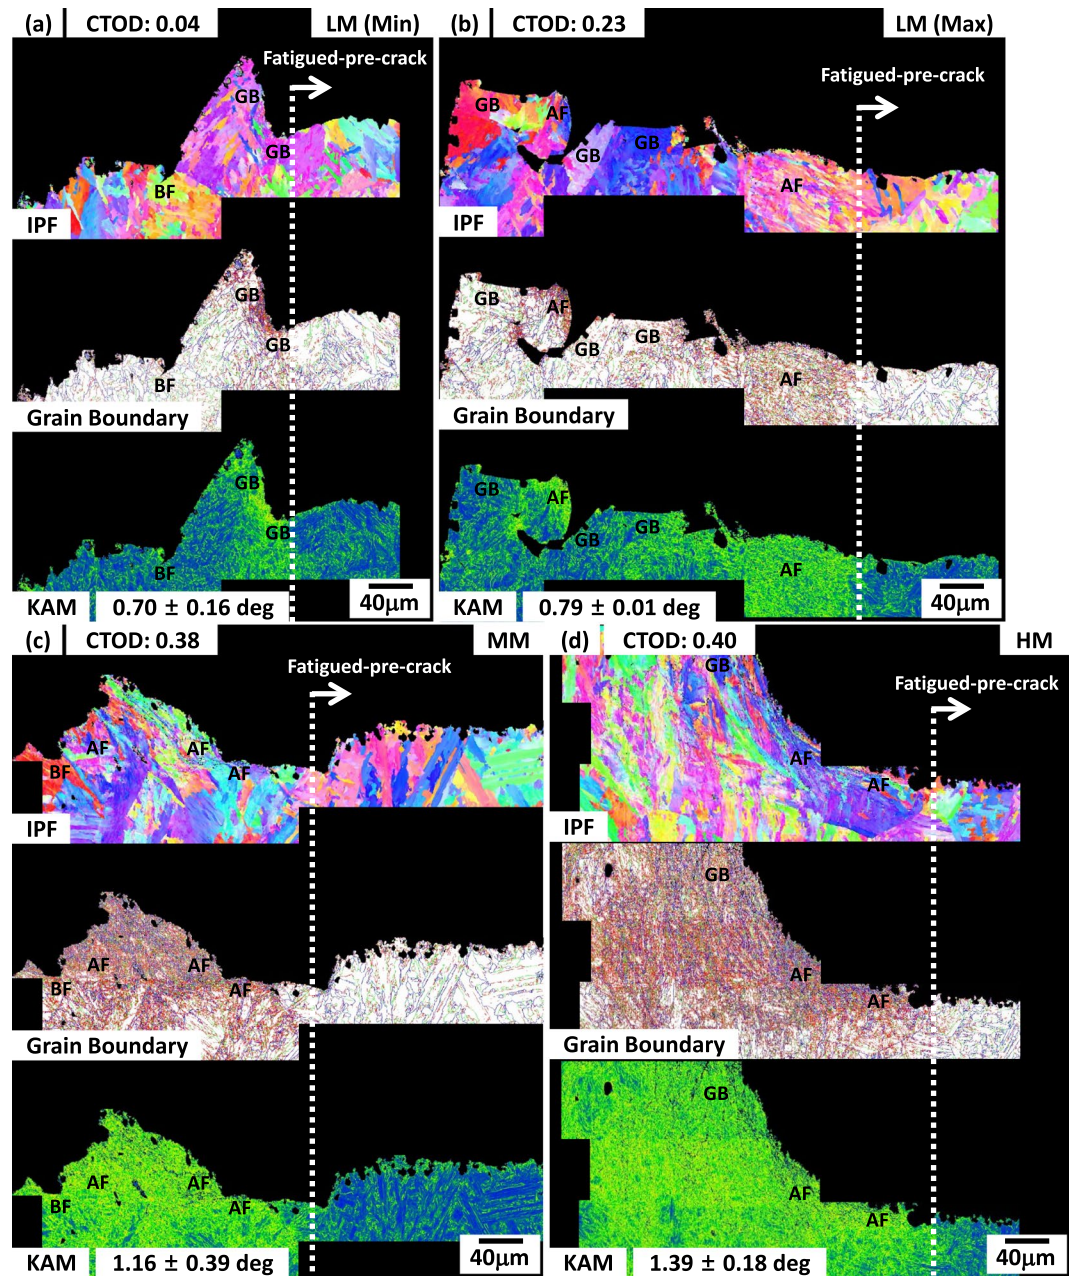 (a) CTOD: 0.04 LM (Min)
Fatigued-pre-crack
GB
GB
BF
IPF
GB
GB
BF
Grain Boundary
GB
GB
BF
40μm
KAM 0.70 ± 0.16 deg
(b) CTOD: 0.23 LM (Max)
Fatigued-pre-crack
GB AF
GB GB
AF
IPF
GB AF
GB GB
AF
Grain Boundary
GB AF
GB GB
AF
40μm
KAM 0.79 ± 0.01 deg
(c) CTOD: 0.38 MM
Fatigued-pre-crack
AF AF
BF AF
IPF
AF AF
BF AF
Grain Boundary
AF AF
BF AF
40μm
KAM 1.16 ± 0.39 deg
(d) CTOD: 0.40 HM
GB
Fatigued-pre-crack
AF
AF
IPF
GB
AF
AF
Grain Boundary
GB
AF
AF
40μm
KAM 1.39 ± 0.18 deg